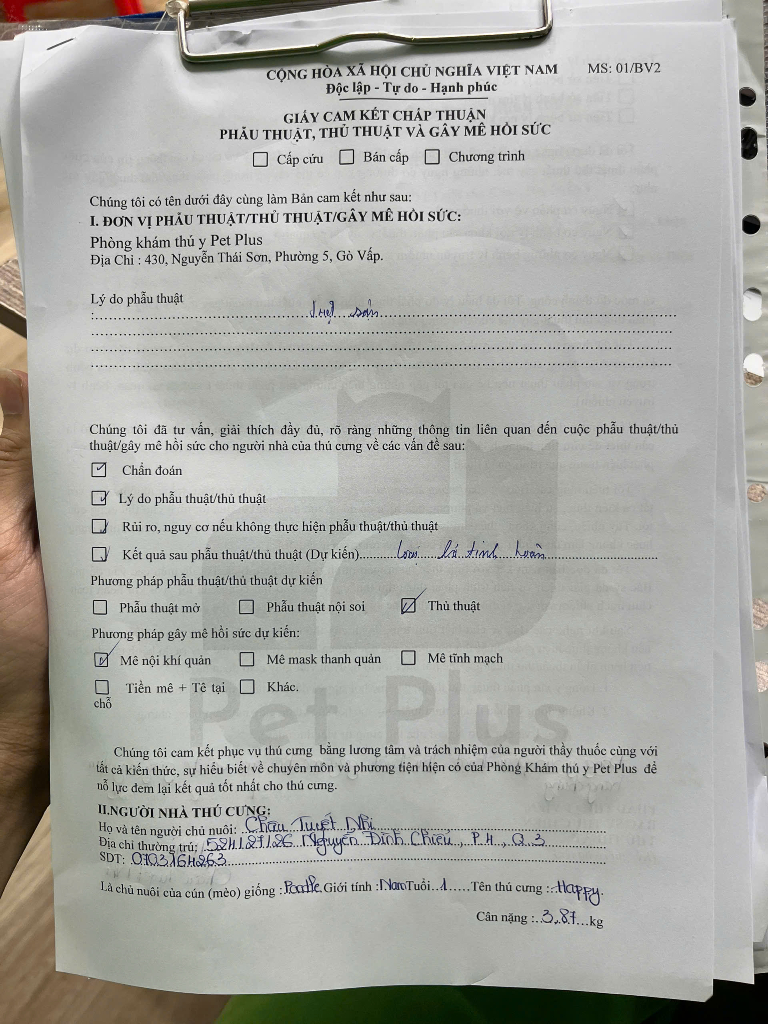 CỘNG HÒA XÃ HỘI CHỦ NGHĨA VIỆT NAM MS: 01/BV2
Độc lập - Tự do - Hạnh phúc
GIẤY CAM KẾT CHẤP THUẬN
PHẪU THUẬT, THỦ THUẬT VÀ GÂY MÊ HỒI SỨC
☐ Cấp cứu ☐ Bán cấp ☐ Chương trình
Chúng tôi có tên dưới đây cùng làm Bản cam kết như sau:
I. ĐƠN VỊ PHẪU THUẬT/THỦ THUẬT/GÂY MÊ HỒI SỨC:
Phòng khám thú y Pet Plus
Địa Chỉ : 430, Nguyễn Thái Sơn, Phường 5, Gò Vấp.
Lý do phẫu thuật
:.......... sản ..........
Chúng tôi đã tư vấn, giải thích đầy đủ, rõ ràng những thông tin liên quan đến cuộc phẫu thuật/thủ
thuật/gây mê hồi sức cho người nhà của thú cưng về các vấn đề sau:
☑ Chẩn đoán
☑ Lý do phẫu thuật/thủ thuật
☑ Rủi ro, nguy cơ nếu không thực hiện phẫu thuật/thủ thuật
☑ Kết quả sau phẫu thuật/thủ thuật (Dự kiến)....loại bỏ tinh hoàn....
Phương pháp phẫu thuật/thủ thuật dự kiến
☐ Phẫu thuật mở ☐ Phẫu thuật nội soi ☑ Thủ thuật
Phương pháp gây mê hồi sức dự kiến:
☑ Mê nội khí quản ☐ Mê mask thanh quản ☐ Mê tĩnh mạch
☐ Tiền mê + Tê tại ☐ Khác.
chỗ
Pet Plus
Chúng tôi cam kết phục vụ thú cưng bằng lương tâm và trách nhiệm của người thầy thuốc cùng với
tất cả kiến thức, sự hiểu biết về chuyên môn và phương tiện hiện có của Phòng Khám thú y Pet Plus để
nỗ lực đem lại kết quả tốt nhất cho thú cưng.
II.NGƯỜI NHÀ THÚ CƯNG:
Họ và tên người chủ nuôi: Châu Tuyết Nhi
Địa chỉ thường trú: 524/27/26 Nguyễn Đình Chiểu, P.4, Q.3
SDT: 0703164263
Là chủ nuôi của cún (mèo) giống : Poodle. Giới tính : Nam Tuổi ..1..... Tên thú cưng :..Happy.
Cân nặng :..3,87...kg